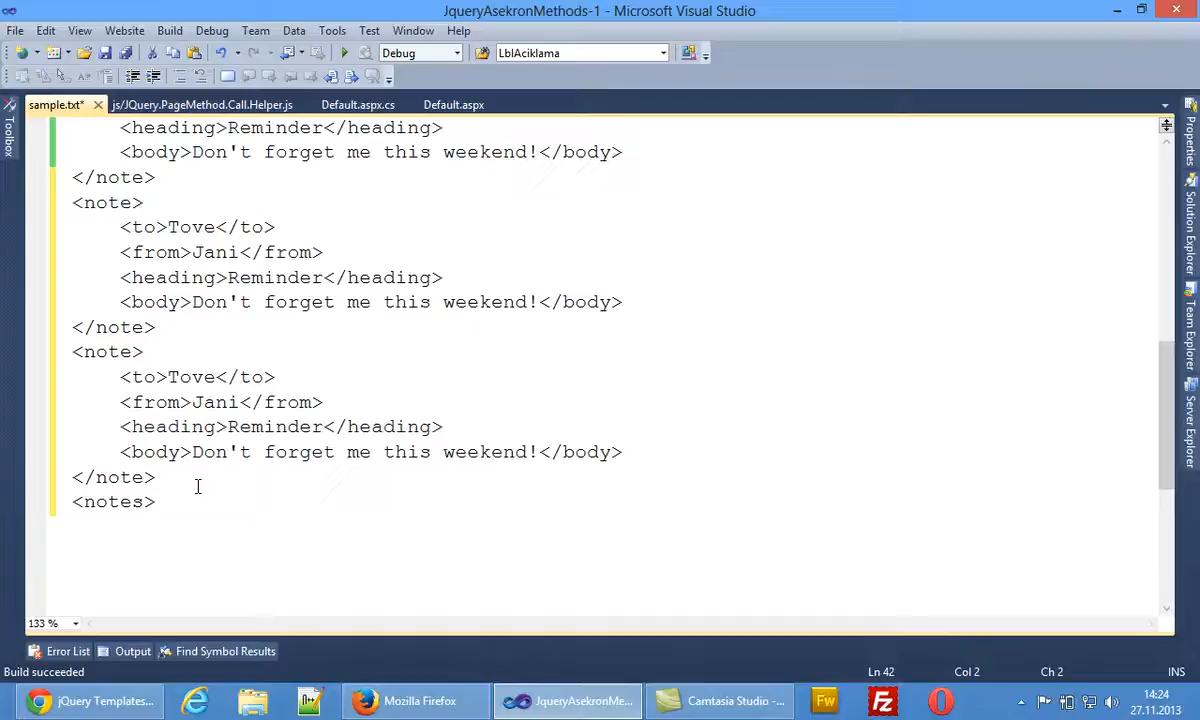 JqueryAsekronMethods-1 - Microsoft Visual Studio
File Edit View Website Build Debug Team Data Tools Test Window Help
Debug LblAciklama
sample.txt* js/JQuery.PageMethod.Call.Helper.js Default.aspx.cs Default.aspx
Toolbox
<heading>Reminder</heading>
<body>Don't forget me this weekend!</body>
</note>
<note>
<to>Tove</to>
<from>Jani</from>
<heading>Reminder</heading>
<body>Don't forget me this weekend!</body>
</note>
<note>
<to>Tove</to>
<from>Jani</from>
<heading>Reminder</heading>
<body>Don't forget me this weekend!</body>
</note>
<notes>
Properties
Solution Explorer
Team Explorer
Server Explorer
133 %
Error List Output Find Symbol Results
Build succeeded Ln 42 Col 2 Ch 2 INS
jQuery Templates... Mozilla Firefox JqueryAsekronMe... Camtasia Studio -... Fw Fz 14:24
27.11.2013